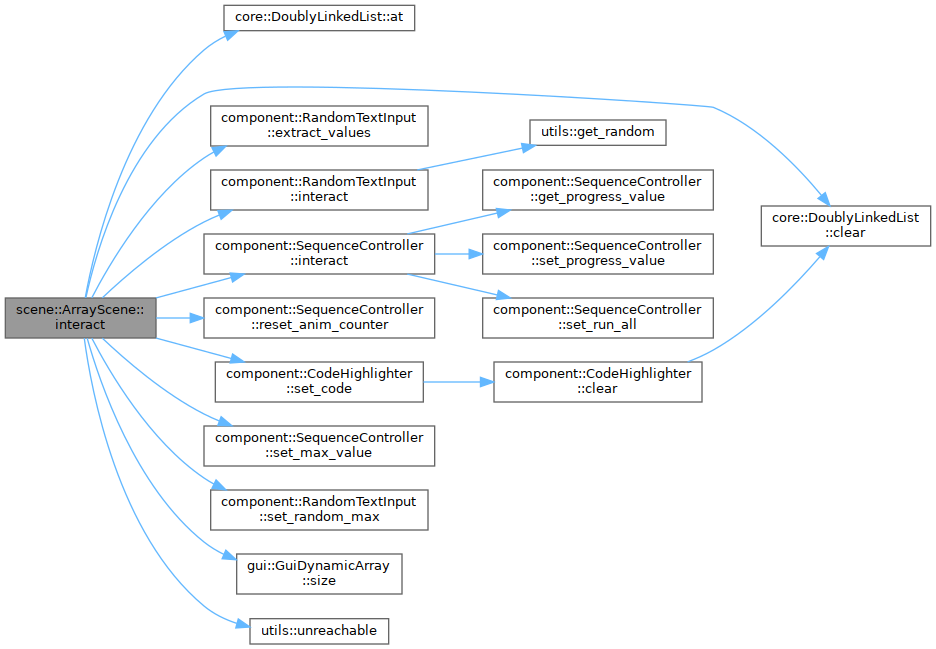 core::DoublyLinkedList::at
component::RandomTextInput
::extract_values
utils::get_random
component::RandomTextInput
::interact
component::SequenceController
::get_progress_value
core::DoublyLinkedList
::clear
component::SequenceController
::interact
component::SequenceController
::set_progress_value
scene::ArrayScene::
interact
component::SequenceController
::reset_anim_counter
component::SequenceController
::set_run_all
component::CodeHighlighter
::set_code
component::CodeHighlighter
::clear
component::SequenceController
::set_max_value
component::RandomTextInput
::set_random_max
gui::GuiDynamicArray
::size
utils::unreachable